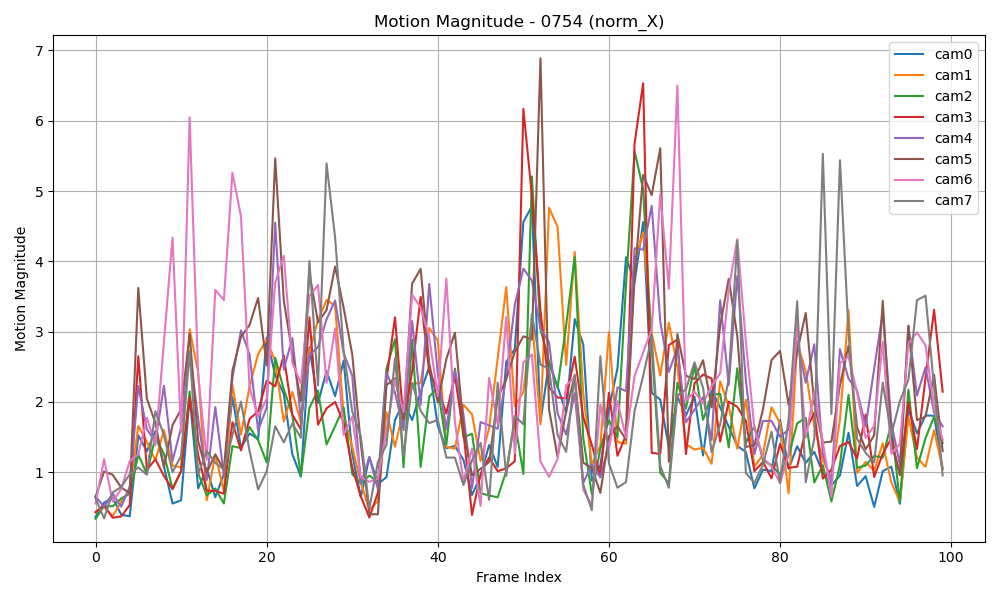 Motion Magnitude - 0754 (norm_X)
7
6
5
4
3
2
1
Motion Magnitude
0
20
40
60
80
100
Frame Index
cam0
cam1
cam2
cam3
cam4
cam5
cam6
cam7